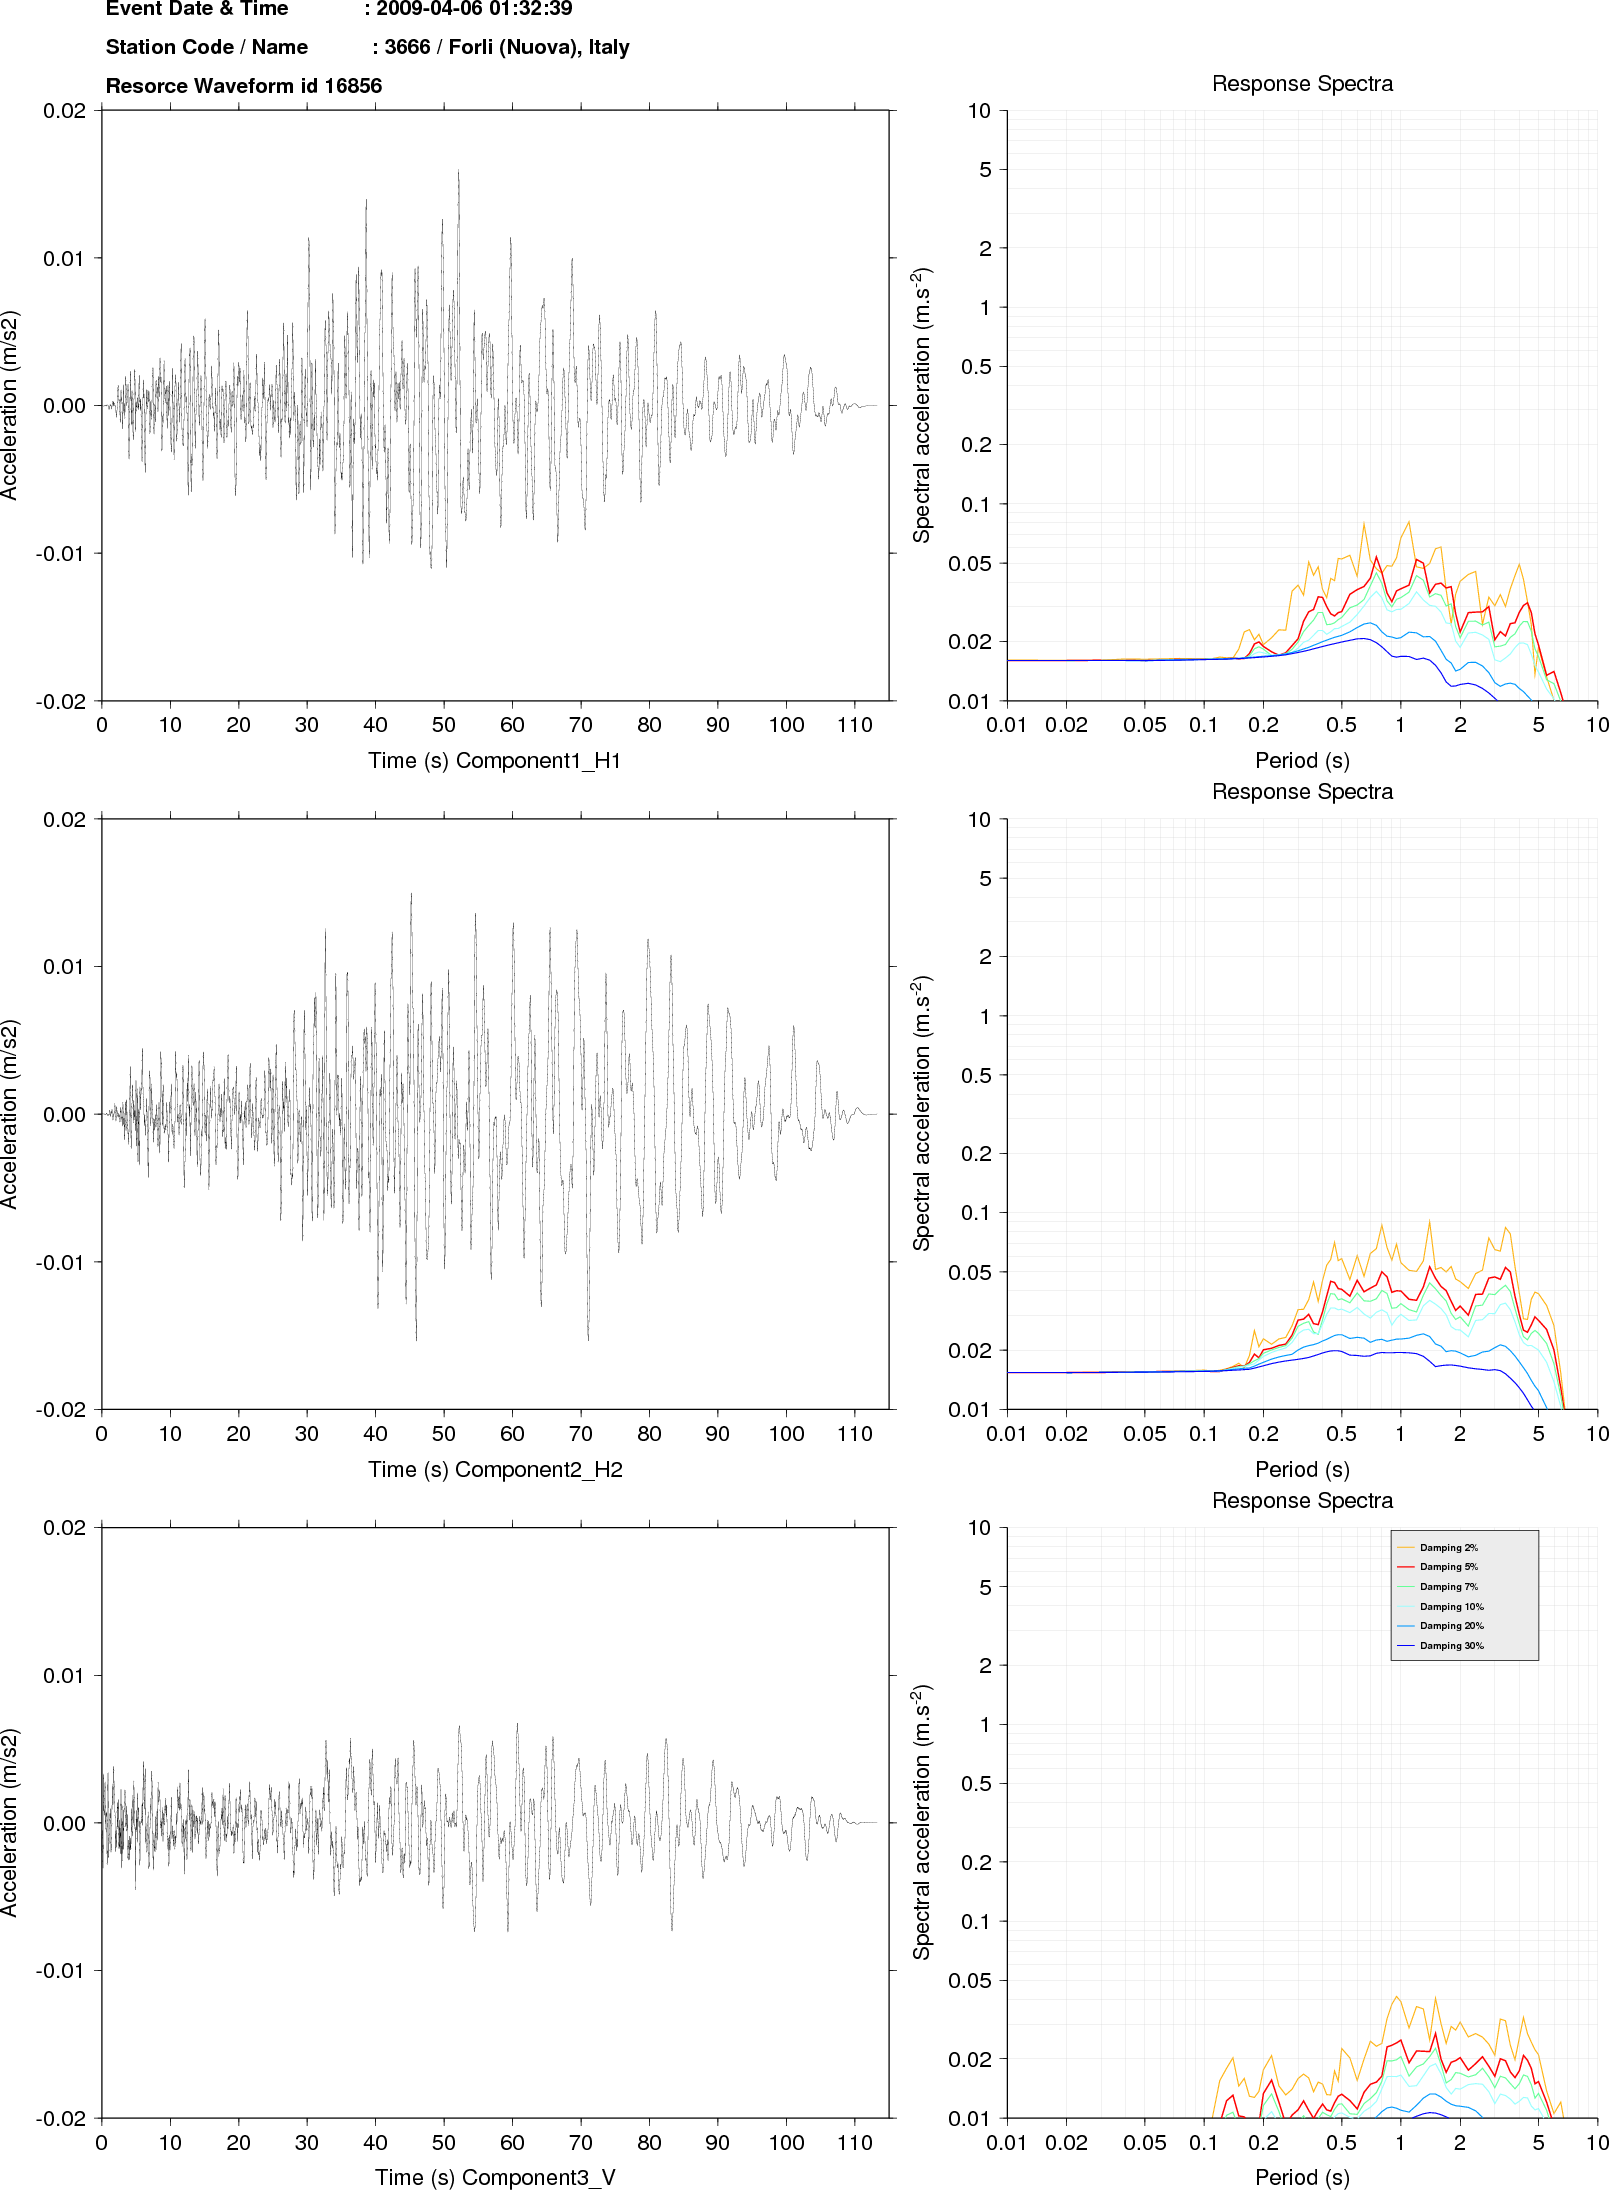 Event Date & Time : 2009-04-06 01:32:39
Station Code / Name : 3666 / Forli (Nuova), Italy
Resorce Waveform id 16856
Acceleration (m/s2)
0.02
0.01
0.00
-0.01
-0.02
0 10 20 30 40 50 60 70 80 90 100 110
Time (s) Component1_H1
Response Spectra
Spectral acceleration (m.s-2)
10
5
2
1
0.5
0.2
0.1
0.05
0.02
0.01
0.01 0.02 0.05 0.1 0.2 0.5 1 2 5 10
Period (s)
Acceleration (m/s2)
0.02
0.01
0.00
-0.01
-0.02
0 10 20 30 40 50 60 70 80 90 100 110
Time (s) Component2_H2
Response Spectra
Spectral acceleration (m.s-2)
10
5
2
1
0.5
0.2
0.1
0.05
0.02
0.01
0.01 0.02 0.05 0.1 0.2 0.5 1 2 5 10
Period (s)
Acceleration (m/s2)
0.02
0.01
0.00
-0.01
-0.02
0 10 20 30 40 50 60 70 80 90 100 110
Time (s) Component3_V
Response Spectra
Spectral acceleration (m.s-2)
10
5
2
1
0.5
0.2
0.1
0.05
0.02
0.01
Damping 2%
Damping 5%
Damping 7%
Damping 10%
Damping 20%
Damping 30%
0.01 0.02 0.05 0.1 0.2 0.5 1 2 5 10
Period (s)